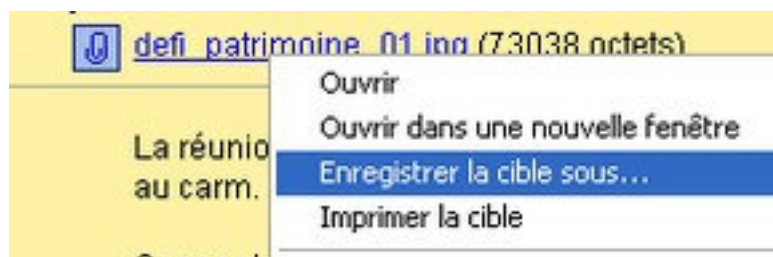 defi_patrimoine_01.jpg (73038 octets)
Ouvrir
Ouvrir dans une nouvelle fenêtre
La réunio
Enregistrer la cible sous...
au carm.
Imprimer la cible